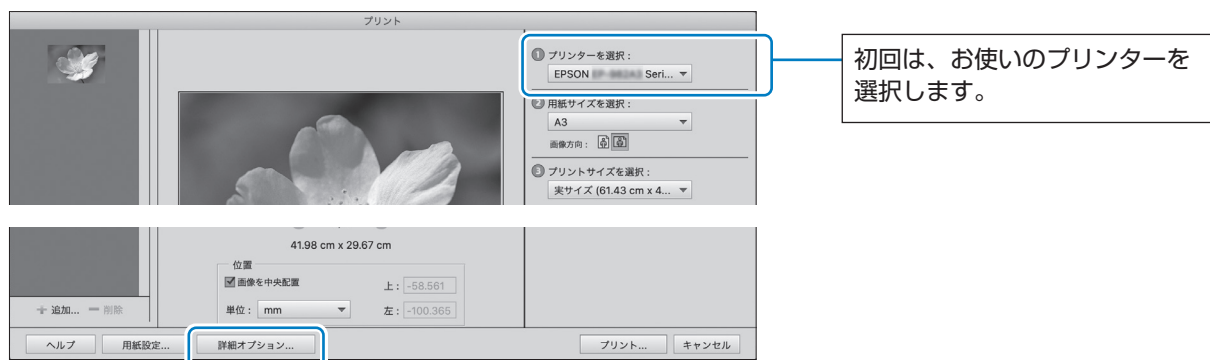 プリント
❶ プリンターを選択：
EPSON Seri...
初回は、お使いのプリンターを
選択します。
❷ 用紙サイズを選択：
A3
画像方向：
❸ プリントサイズを選択：
実サイズ (61.43 cm x 4...
41.98 cm x 29.67 cm
位置
画像を中央配置
上： -58.561
単位： mm
左： -100.365
＋ 追加... － 削除
ヘルプ 用紙設定... 詳細オプション... プリント... キャンセル